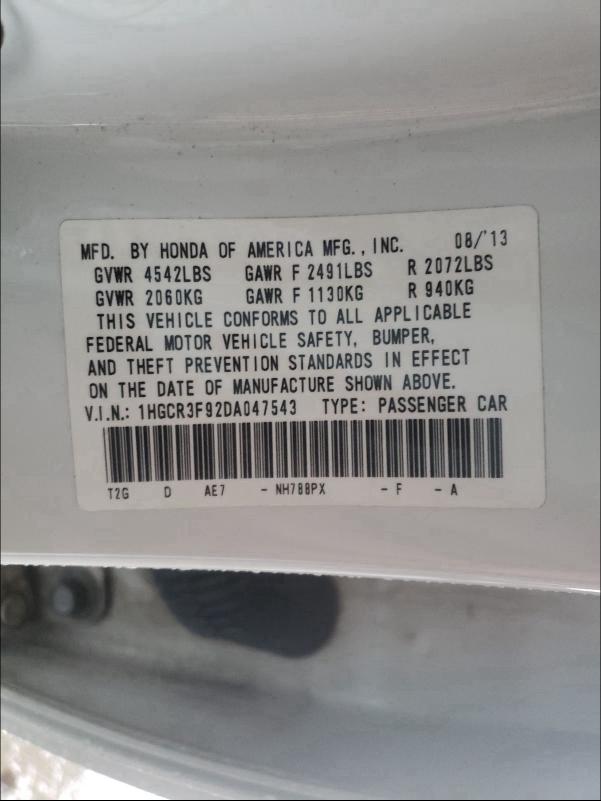 MFD. BY HONDA OF AMERICA MFG., INC. 08/'13
GVWR 4542LBS GAWR F 2491LBS R 2072LBS
GVWR 2060KG GAWR F 1130KG R 940KG
THIS VEHICLE CONFORMS TO ALL APPLICABLE
FEDERAL MOTOR VEHICLE SAFETY, BUMPER,
AND THEFT PREVENTION STANDARDS IN EFFECT
ON THE DATE OF MANUFACTURE SHOWN ABOVE.
V.I.N.: 1HGCR3F92DA047543 TYPE: PASSENGER CAR
T2G D AE7 - NH788PX - F - A